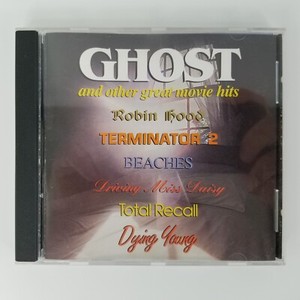 GHOST
and other great movie hits
Robin Hood
TERMINATOR 2
BEACHES
Driving Miss Daisy
Total Recall
Dying Young